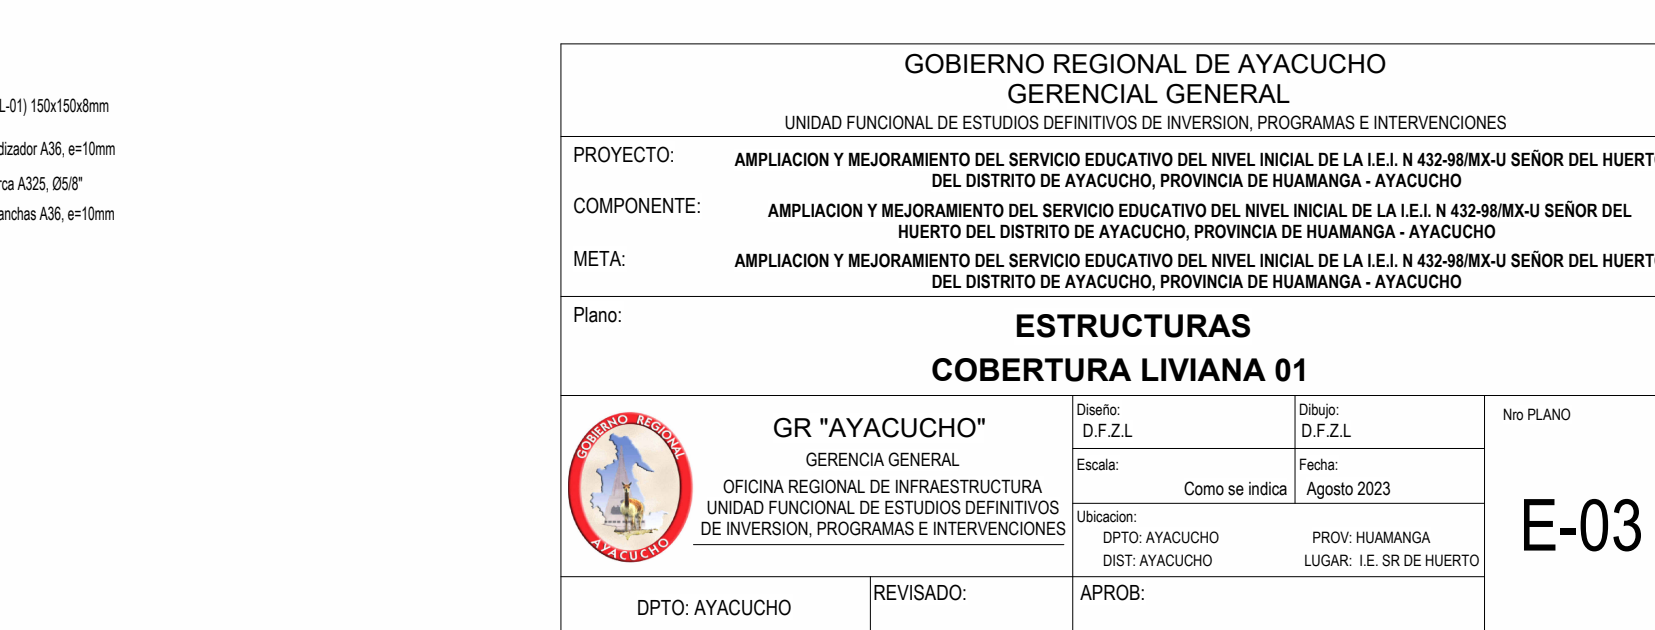 L-01) 150x150x8mm
dizador A36, e=10mm
rca A325, Ø5/8"
anchas A36, e=10mm
GOBIERNO REGIONAL DE AYACUCHO
GERENCIAL GENERAL
UNIDAD FUNCIONAL DE ESTUDIOS DEFINITIVOS DE INVERSION, PROGRAMAS E INTERVENCIONES
PROYECTO:
AMPLIACION Y MEJORAMIENTO DEL SERVICIO EDUCATIVO DEL NIVEL INICIAL DE LA I.E.I. N 432-98/MX-U SEÑOR DEL HUERTO
DEL DISTRITO DE AYACUCHO, PROVINCIA DE HUAMANGA - AYACUCHO
COMPONENTE:
AMPLIACION Y MEJORAMIENTO DEL SERVICIO EDUCATIVO DEL NIVEL INICIAL DE LA I.E.I. N 432-98/MX-U SEÑOR DEL
HUERTO DEL DISTRITO DE AYACUCHO, PROVINCIA DE HUAMANGA - AYACUCHO
META:
AMPLIACION Y MEJORAMIENTO DEL SERVICIO EDUCATIVO DEL NIVEL INICIAL DE LA I.E.I. N 432-98/MX-U SEÑOR DEL HUERTO
DEL DISTRITO DE AYACUCHO, PROVINCIA DE HUAMANGA - AYACUCHO
Plano:
ESTRUCTURAS
COBERTURA LIVIANA 01
GOBIERNO REGIONAL
AYACUCHO
GR "AYACUCHO"
GERENCIA GENERAL
OFICINA REGIONAL DE INFRAESTRUCTURA
UNIDAD FUNCIONAL DE ESTUDIOS DEFINITIVOS
DE INVERSION, PROGRAMAS E INTERVENCIONES
Diseño:
D.F.Z.L
Dibujo:
D.F.Z.L
Escala:
Como se indica
Fecha:
Agosto 2023
Ubicacion:
DPTO: AYACUCHO
PROV: HUAMANGA
DIST: AYACUCHO
LUGAR: I.E. SR DE HUERTO
Nro PLANO
E-03
DPTO: AYACUCHO
REVISADO:
APROB: